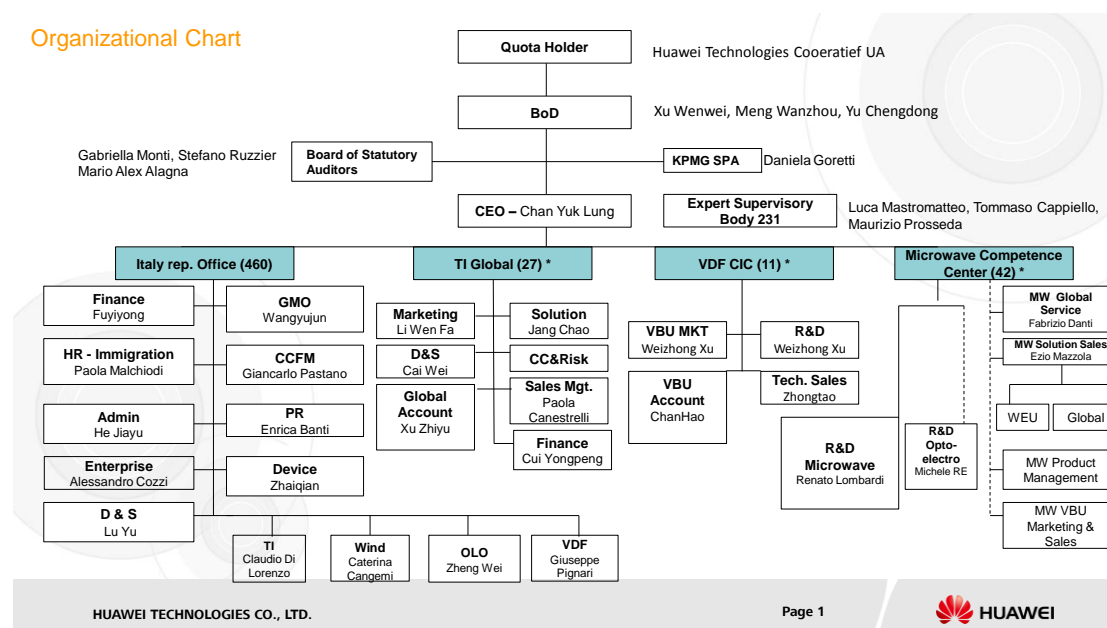 Organizational Chart
Quota Holder
Huawei Technologies Cooeratief UA
BoD
Xu Wenwei, Meng Wanzhou, Yu Chengdong
Gabriella Monti, Stefano Ruzzier
Mario Alex Alagna
Board of Statutory
Auditors
KPMG SPA
Daniela Goretti
CEO – Chan Yuk Lung
Expert Supervisory
Body 231
Luca Mastromatteo, Tommaso Cappiello,
Maurizio Prosseda
Italy rep. Office (460)
TI Global (27) *
VDF CIC (11) *
Microwave Competence
Center (42) *
Finance
Fuyiyong
GMO
Wangyujun
HR - Immigration
Paola Malchiodi
CCFM
Giancarlo Pastano
Admin
He Jiayu
PR
Enrica Banti
Enterprise
Alessandro Cozzi
Device
Zhaiqian
D & S
Lu Yu
TI
Claudio Di
Lorenzo
Wind
Caterina
Cangemi
OLO
Zheng Wei
VDF
Giuseppe
Pignari
Marketing
Li Wen Fa
Solution
Jang Chao
D&S
Cai Wei
CC&Risk
Global
Account
Xu Zhiyu
Sales Mgt.
Paola
Canestrelli
Finance
Cui Yongpeng
VBU MKT
Weizhong Xu
R&D
Weizhong Xu
VBU
Account
ChanHao
Tech. Sales
Zhongtao
R&D
Microwave
Renato Lombardi
R&D
Opto-
electro
Michele RE
MW Global
Service
Fabrizio Danti
MW Solution Sales
Ezio Mazzola
WEU
Global
MW Product
Management
MW VBU
Marketing &
Sales
HUAWEI TECHNOLOGIES CO., LTD.
Page 1
HUAWEI